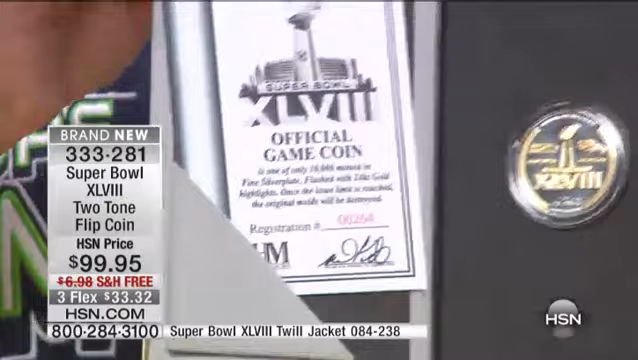 BRAND NEW
333-281
Super Bowl
XLVIII
Two Tone
Flip Coin
HSN Price
$99.95
$6.98 S&H FREE
3 Flex $33.32
HSN.COM
800-284-3100
Super Bowl XLVIII Twill Jacket 084-238
SUPER BOWL
XLVIII
OFFICIAL
GAME COIN
is one of only 10,000 minted in
Fine Silverplate, Flashed with 24kt Gold
highlights. Once the issue limit is reached,
the original molds will be destroyed.
Registration # 00264
HM
XLVIII
HSN